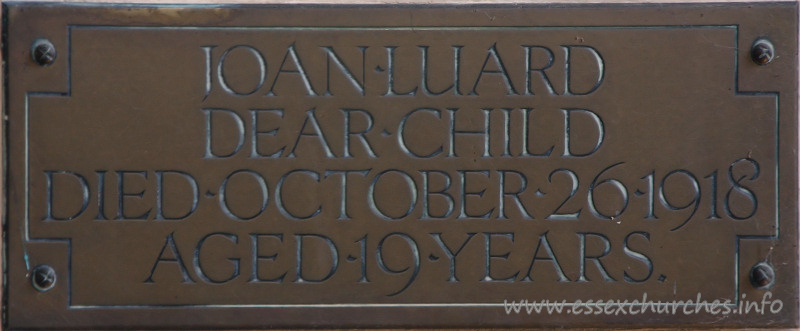 JOAN·LUARD
DEAR·CHILD
DIED·OCTOBER·26·1918
AGED·19·YEARS.
www.essexchurches.info